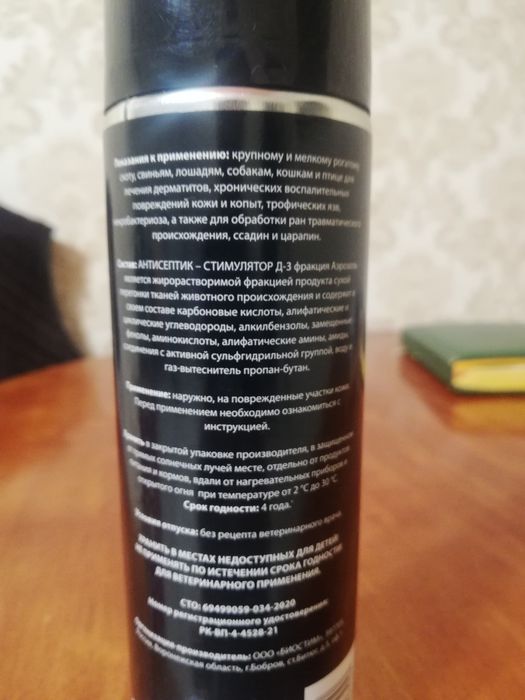 Показания к применению: крупному и мелкому рогатому
скоту, свиньям, лошадям, собакам, кошкам и птице для
лечения дерматитов, хронических воспалительных
повреждений кожи и копыт, трофических язв,
некробактериоза, а также для обработки ран травматического
происхождения, ссадин и царапин.
Состав: АНТИСЕПТИК – СТИМУЛЯТОР Д-3 фракция Аэрозоль
является жирорастворимой фракцией продукта сухой
перегонки тканей животного происхождения и содержит в
своем составе карбоновые кислоты, алифатические и
циклические углеводороды, алкилбензолы, замещенные
фенолы, аминокислоты, алифатические амины, амиды,
соединения с активной сульфгидрильной группой, воду и
газ-вытеснитель пропан-бутан.
Применение: наружно, на поврежденные участки кожи.
Перед применением необходимо ознакомиться с
инструкцией.
Хранить в закрытой упаковке производителя, в защищенном
от прямых солнечных лучей месте, отдельно от продуктов
питания и кормов, вдали от нагревательных приборов и
открытого огня при температуре от 2 °С до 30 °С.
Срок годности: 4 года.
Условия отпуска: без рецепта ветеринарного врача.
ХРАНИТЬ В МЕСТАХ НЕДОСТУПНЫХ ДЛЯ ДЕТЕЙ.
НЕ ПРИМЕНЯТЬ ПО ИСТЕЧЕНИИ СРОКА ГОДНОСТИ.
ДЛЯ ВЕТЕРИНАРНОГО ПРИМЕНЕНИЯ.
СТО: 69499059-034-2020
Номер регистрационного удостоверения:
РК-ВП-4-4528-21
Организация-производитель: ООО «БИОСТИМ»,
Россия, Воронежская область, г.Бобров, ст.Битюг,